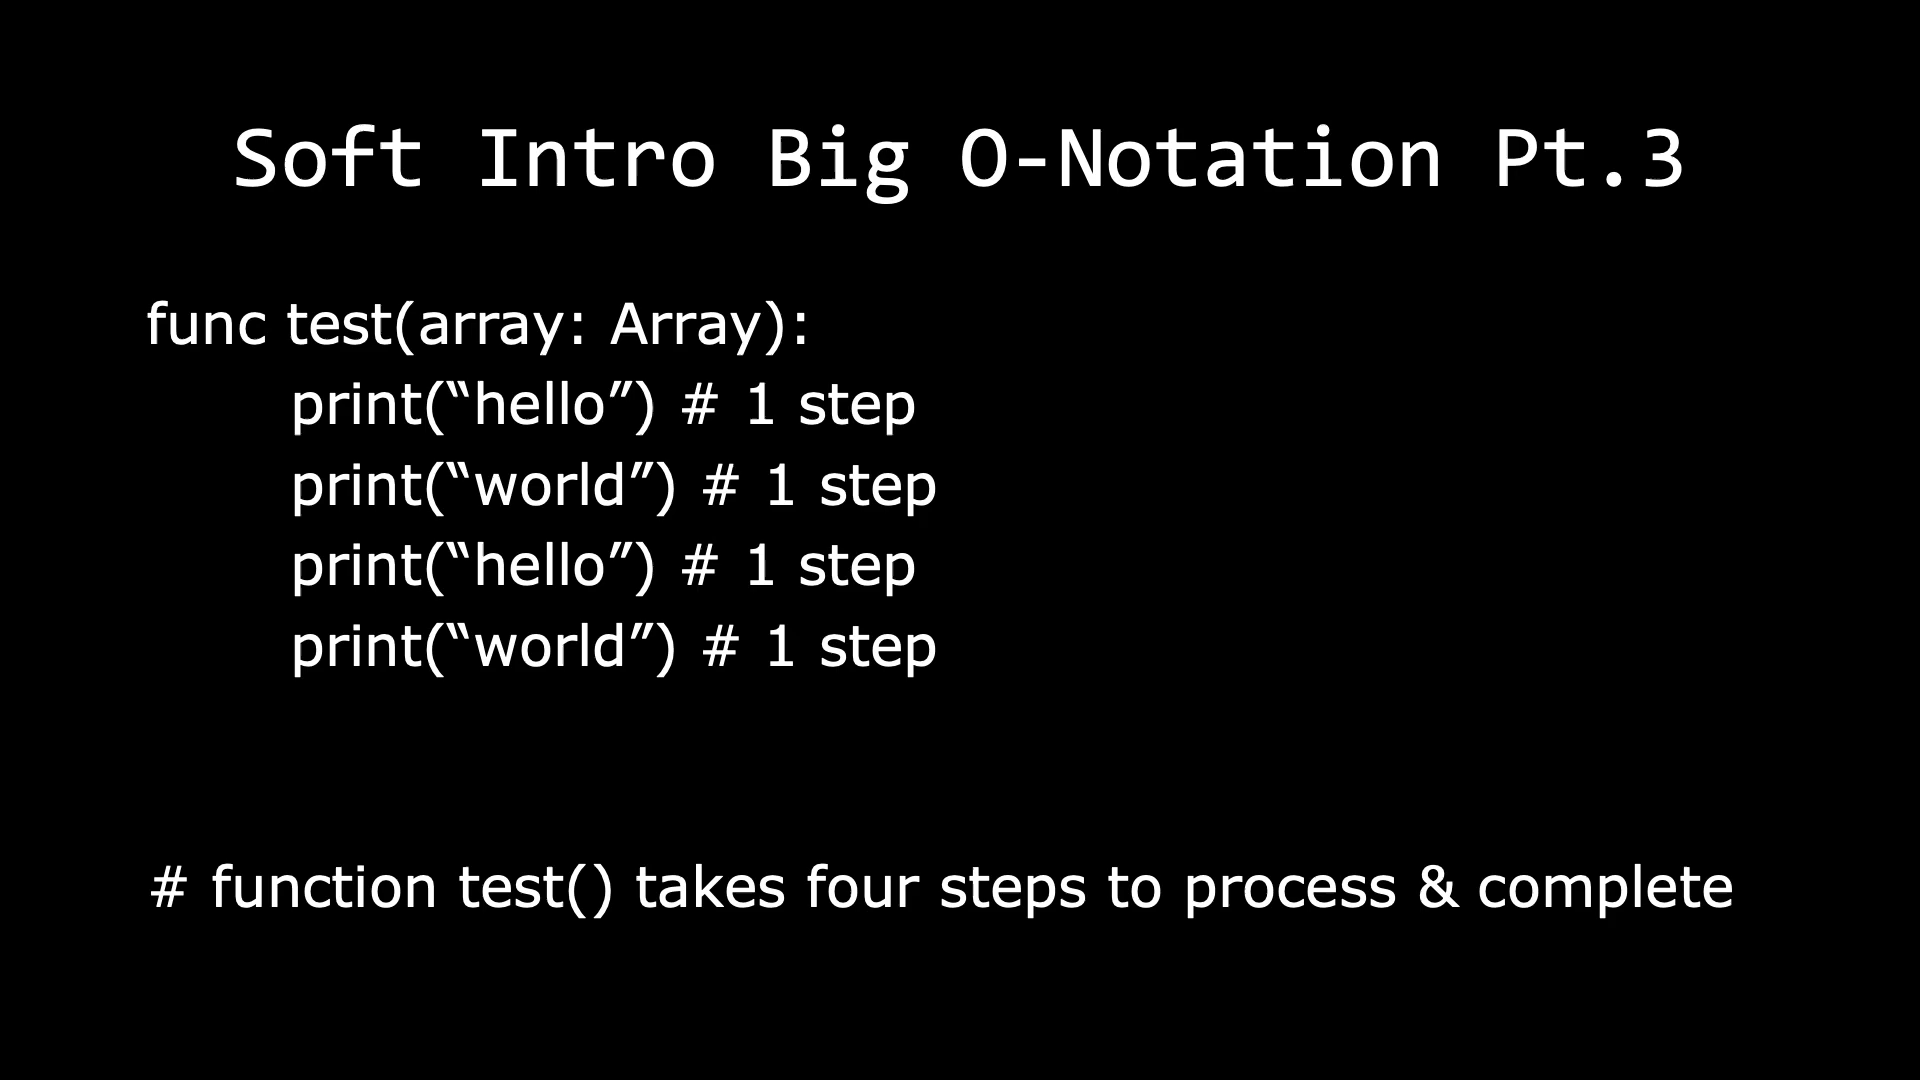 Soft Intro Big O-Notation Pt.3
func test(array: Array):
print(“hello”) # 1 step
print(“world”) # 1 step
print(“hello”) # 1 step
print(“world”) # 1 step
# function test() takes four steps to process & complete